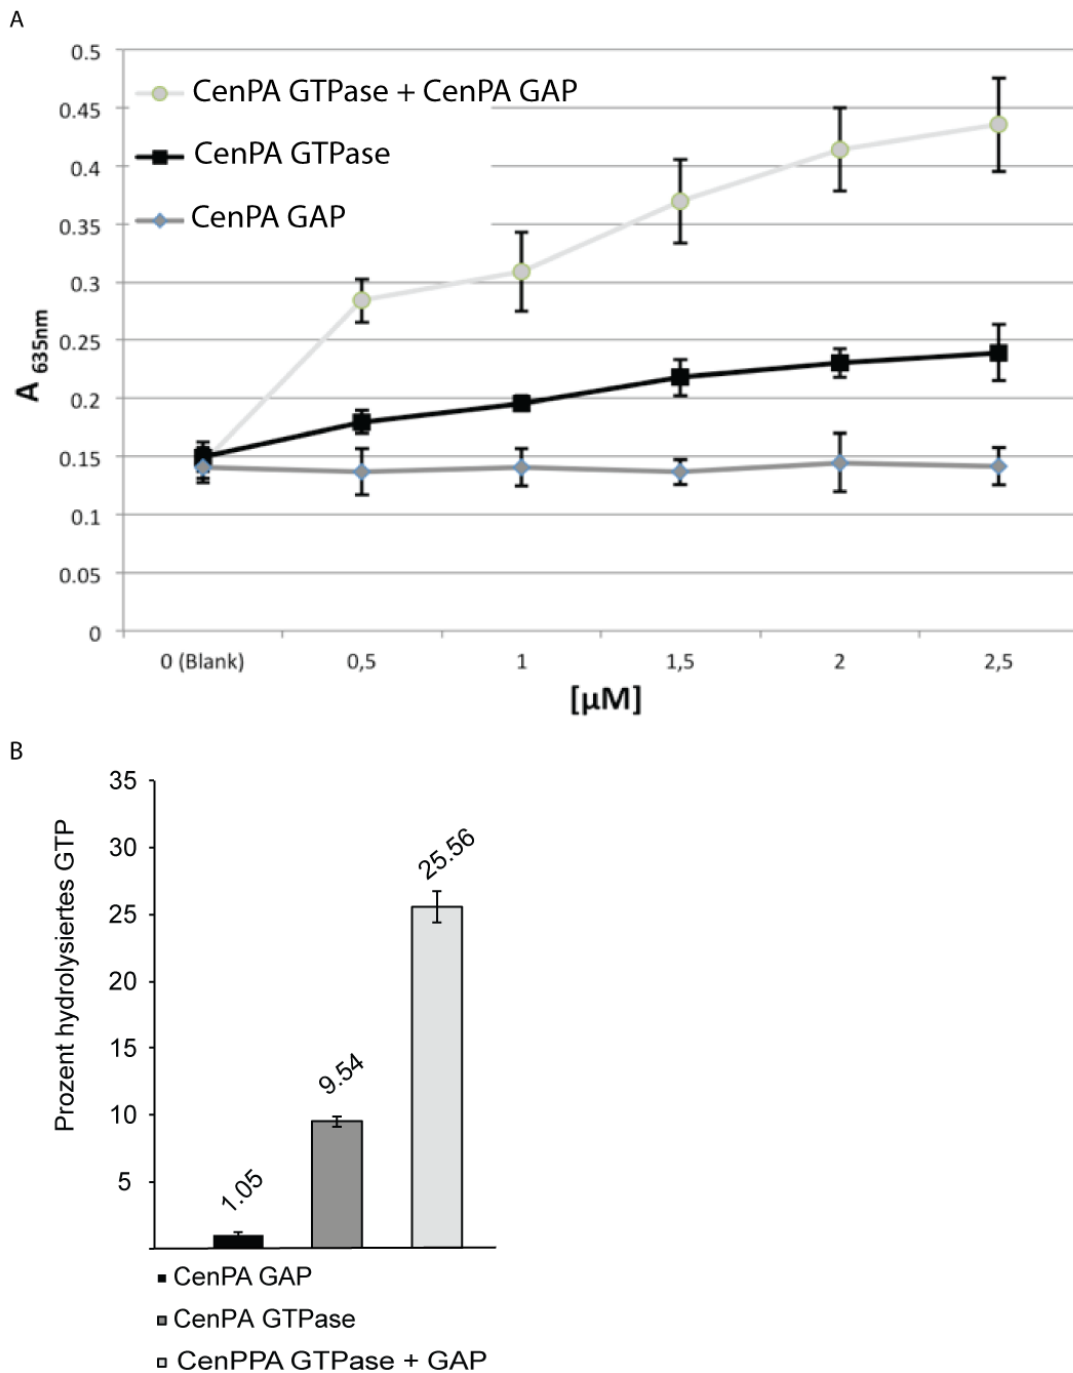 A
0.5
0.45
0.4
0.35
0.3
0.25
0.2
0.15
0.1
0.05
0
CenPA GTPase + CenPA GAP
CenPA GTPase
CenPA GAP
A 635nm
0 (Blank) 0,5 1 1,5 2 2,5
[µM]
B
35
30
25
20
15
10
5
Prozent hydrolysiertes GTP
1.05
9.54
25.56
CenPA GAP
CenPA GTPase
CenPPA GTPase + GAP